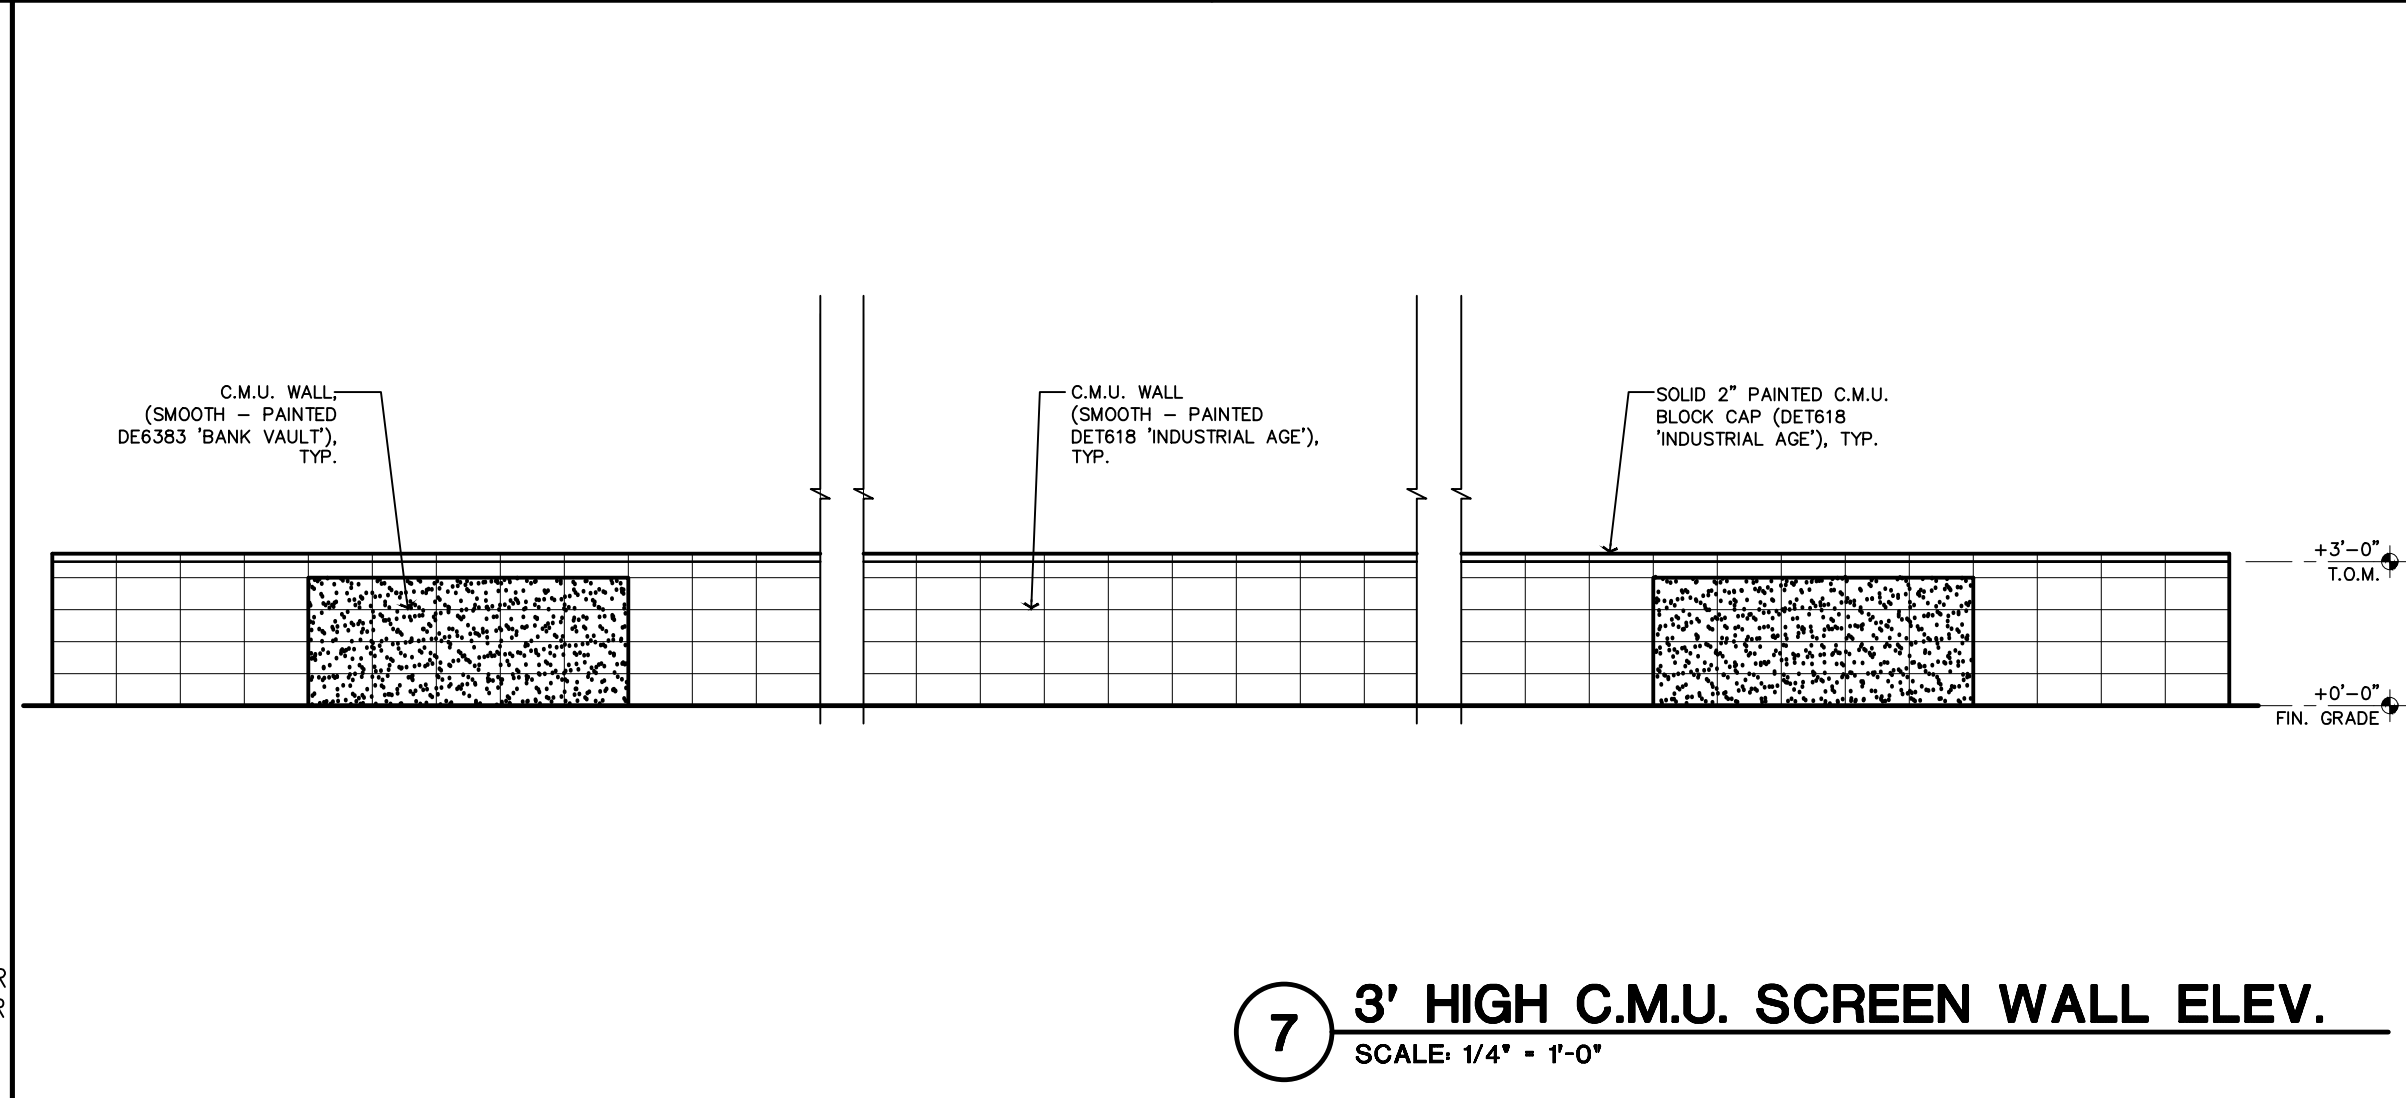 C.M.U. WALL,
(SMOOTH – PAINTED
DE6383 'BANK VAULT'),
TYP.
C.M.U. WALL
(SMOOTH – PAINTED
DET618 'INDUSTRIAL AGE'),
TYP.
SOLID 2" PAINTED C.M.U.
BLOCK CAP (DET618
'INDUSTRIAL AGE'), TYP.
+3'-0"
T.O.M.
+0'-0"
FIN. GRADE
7
3' HIGH C.M.U. SCREEN WALL ELEV.
SCALE: 1/4" = 1'-0"